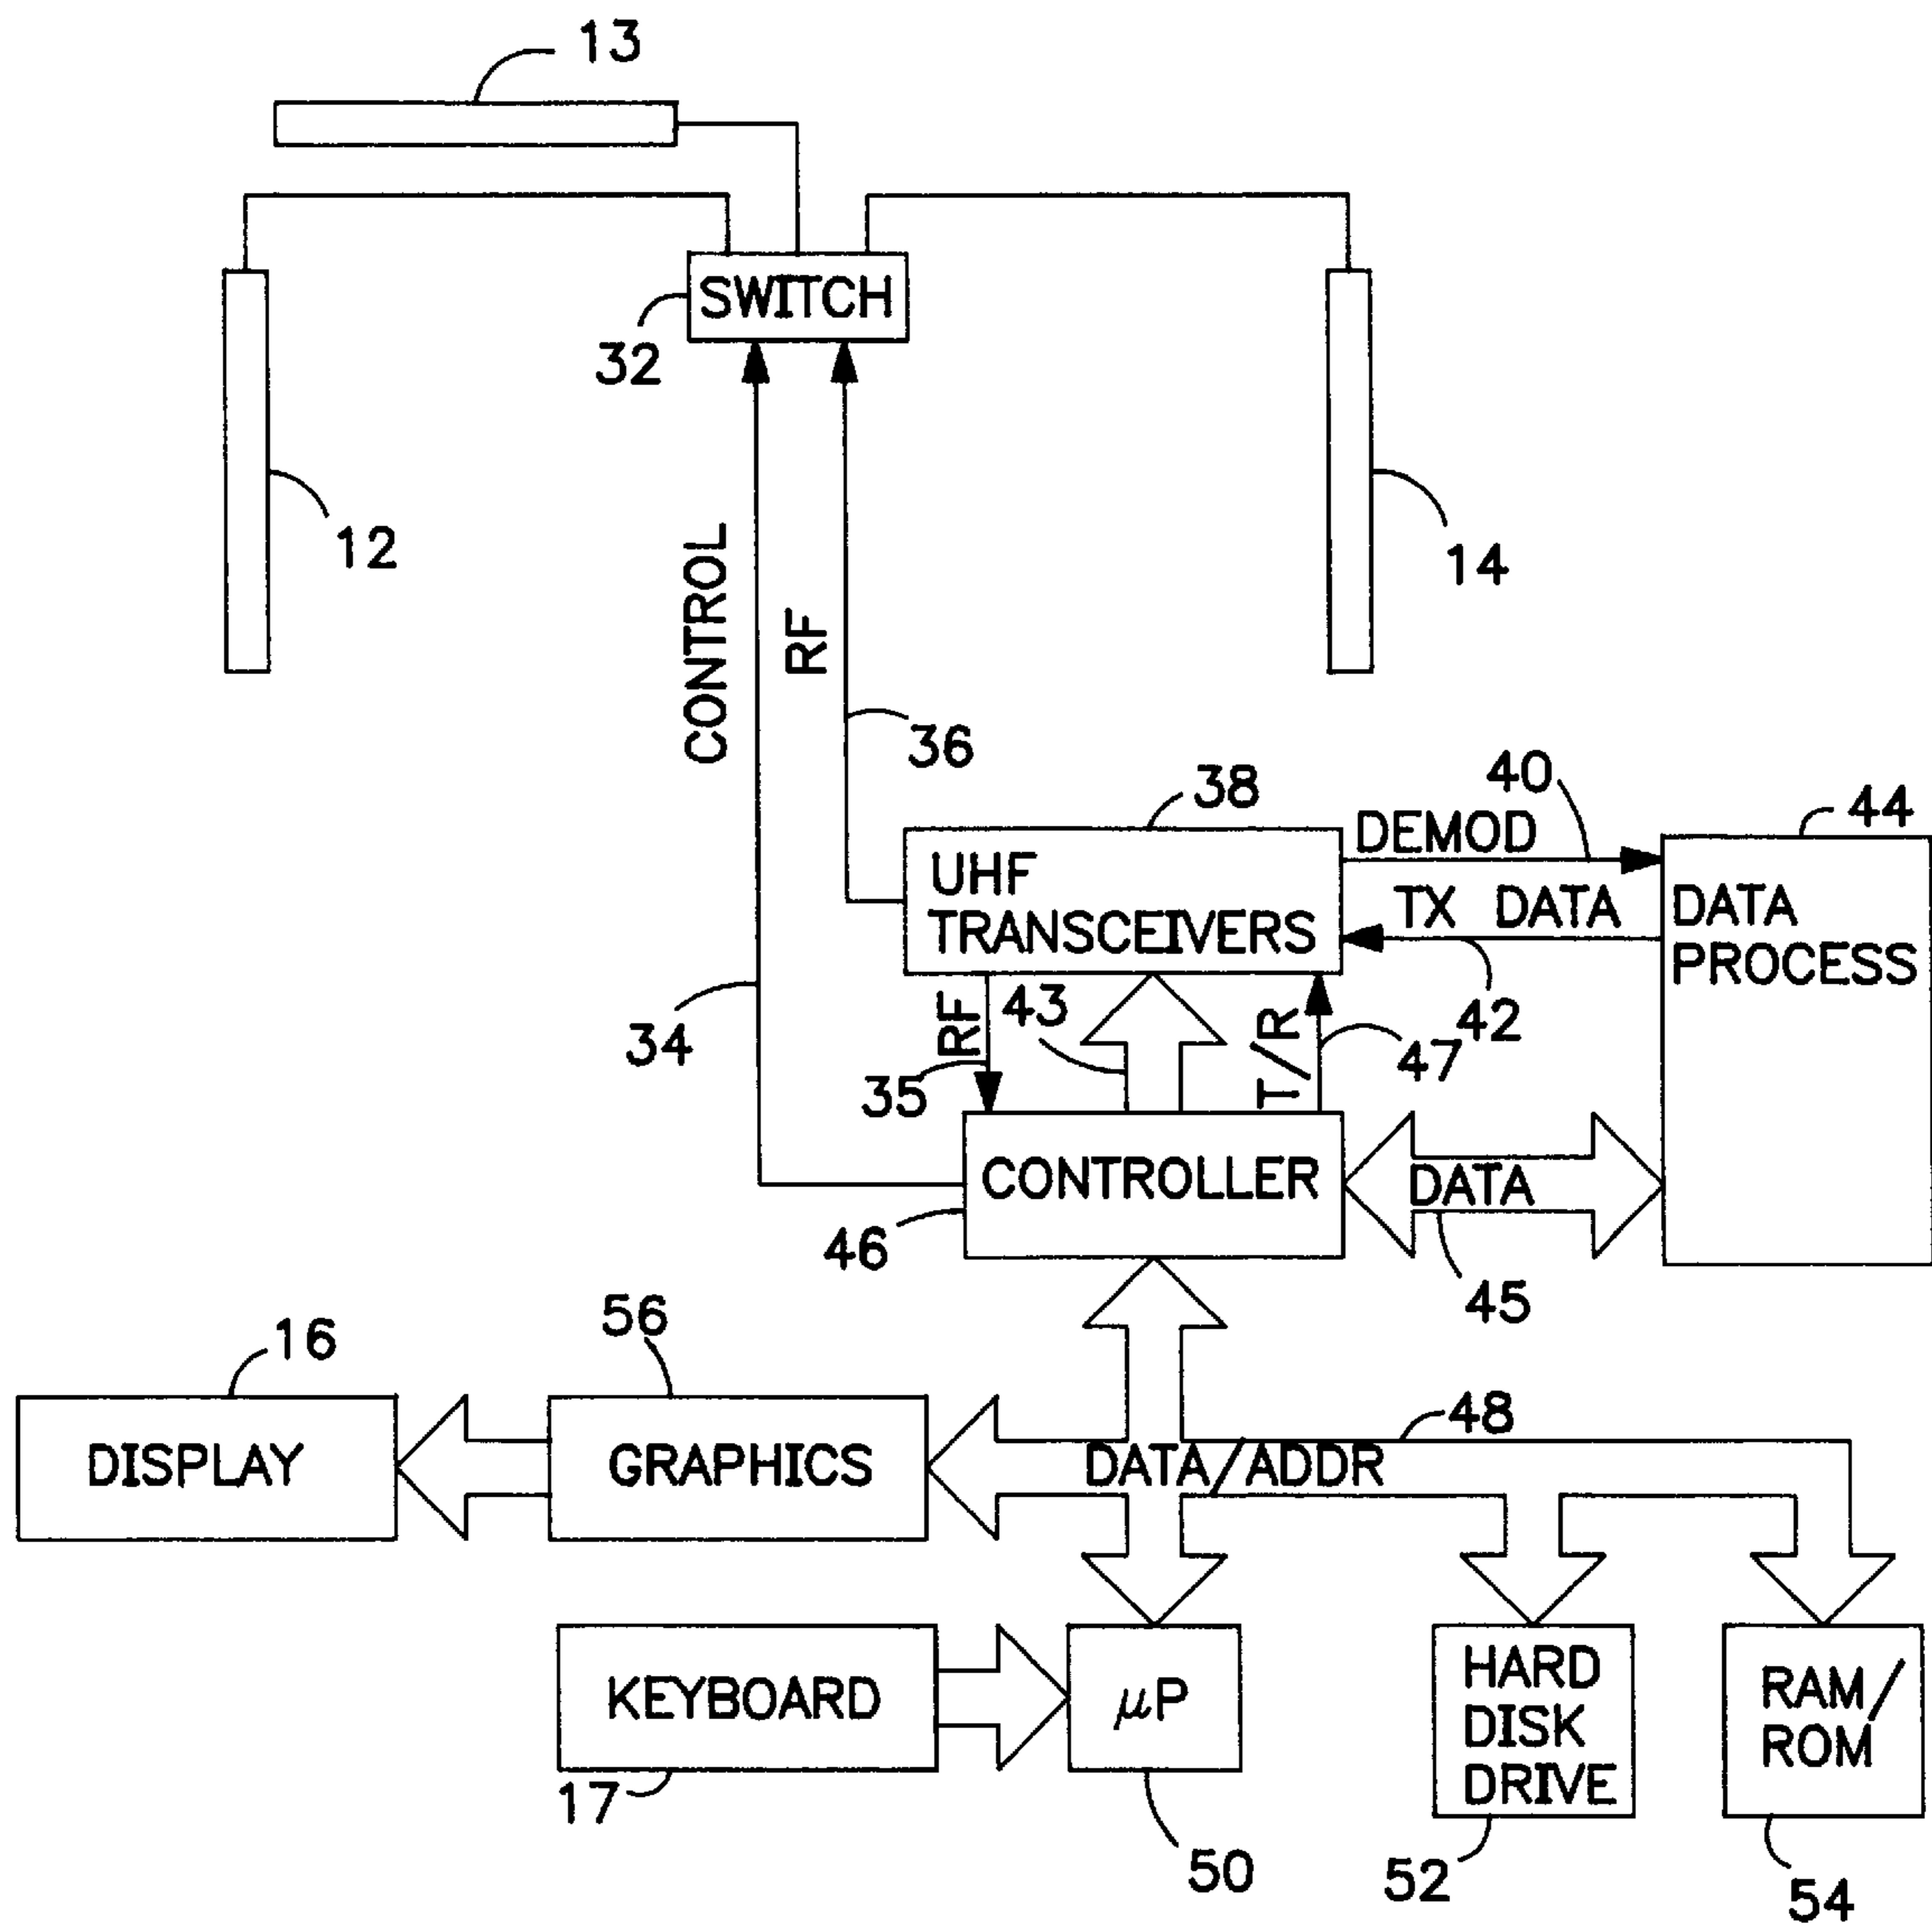 13
SWITCH
32
12
14
CONTROL
RF
36
38
40
44
DEMOD
UHF
TRANSCEIVERS
TX DATA
DATA
PROCESS
34
RF
43
T/R
42
47
35
CONTROLLER
DATA
46
45
16
56
48
DISPLAY
GRAPHICS
DATA/ADDR
KEYBOARD
μP
HARD
DISK
DRIVE
RAM/
ROM
17
50
52
54